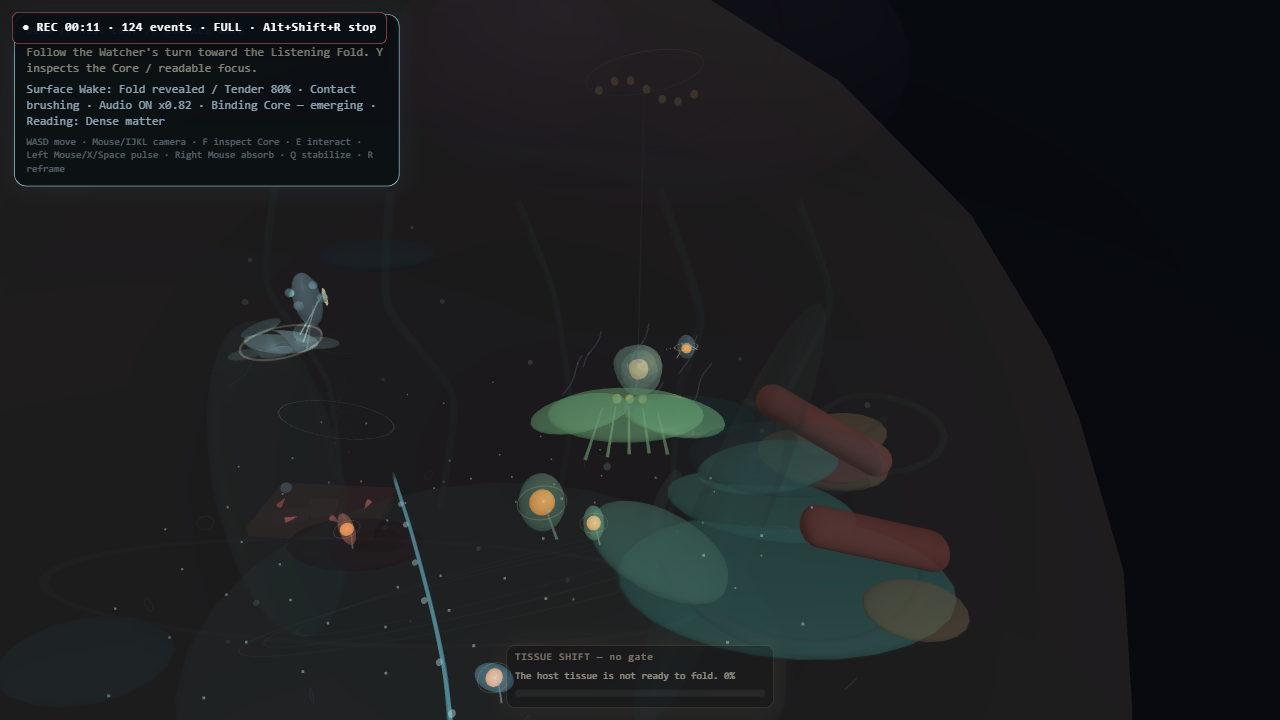 ● REC 00:11 · 124 events · FULL · Alt+Shift+R stop
Follow the Watcher's turn toward the Listening Fold. Y
inspects the Core / readable focus.
Surface Wake: Fold revealed / Tender 80% · Contact
brushing · Audio ON x0.82 · Binding Core — emerging ·
Reading: Dense matter
WASD move · Mouse/IJKL camera · F inspect Core · E interact ·
Left Mouse/X/Space pulse · Right Mouse absorb · Q stabilize · R
reframe
TISSUE SHIFT — no gate
The host tissue is not ready to fold. 0%